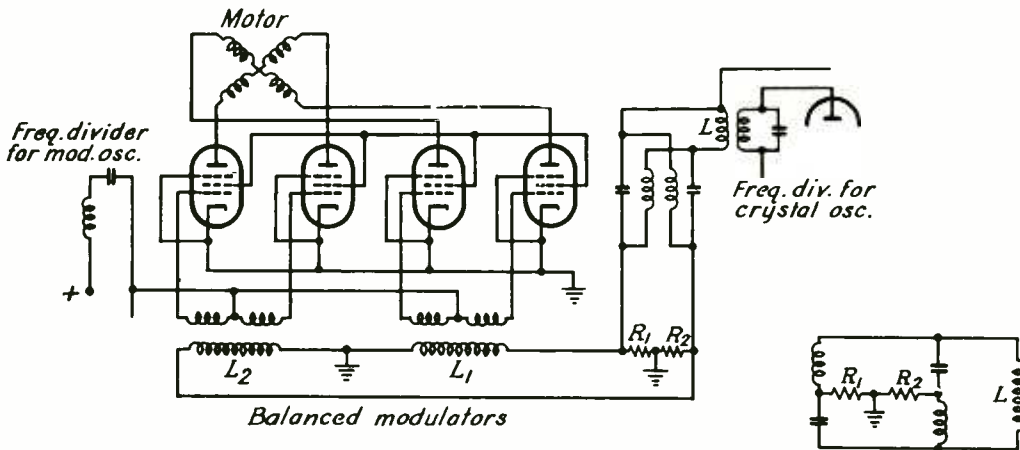 Motor
Freq. divider
for mod. osc.
L
Freq. div. for
crystal osc.
+
R1 R2
L2
L1
Balanced modulators
R1
R2
L